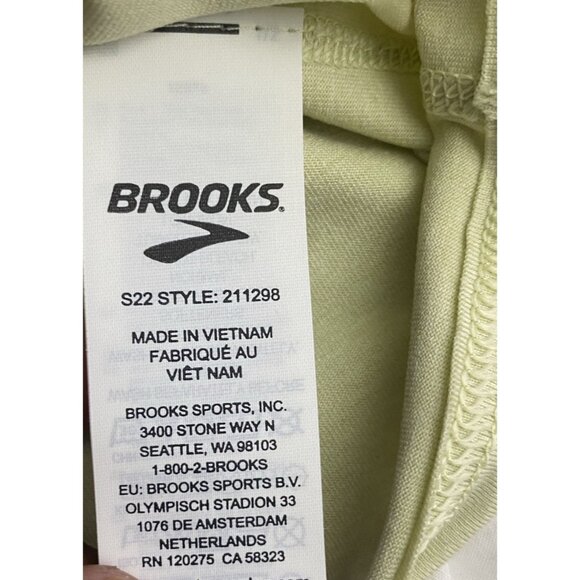 1/2
BROOKS
S22 STYLE: 211298
MADE IN VIETNAM
FABRIQUÉ AU
VIÊT NAM
BROOKS SPORTS, INC.
3400 STONE WAY N
SEATTLE, WA 98103
1-800-2-BROOKS
EU: BROOKS SPORTS B.V.
OLYMPISCH STADION 33
1076 DE AMSTERDAM
NETHERLANDS
RN 120275 CA 58323